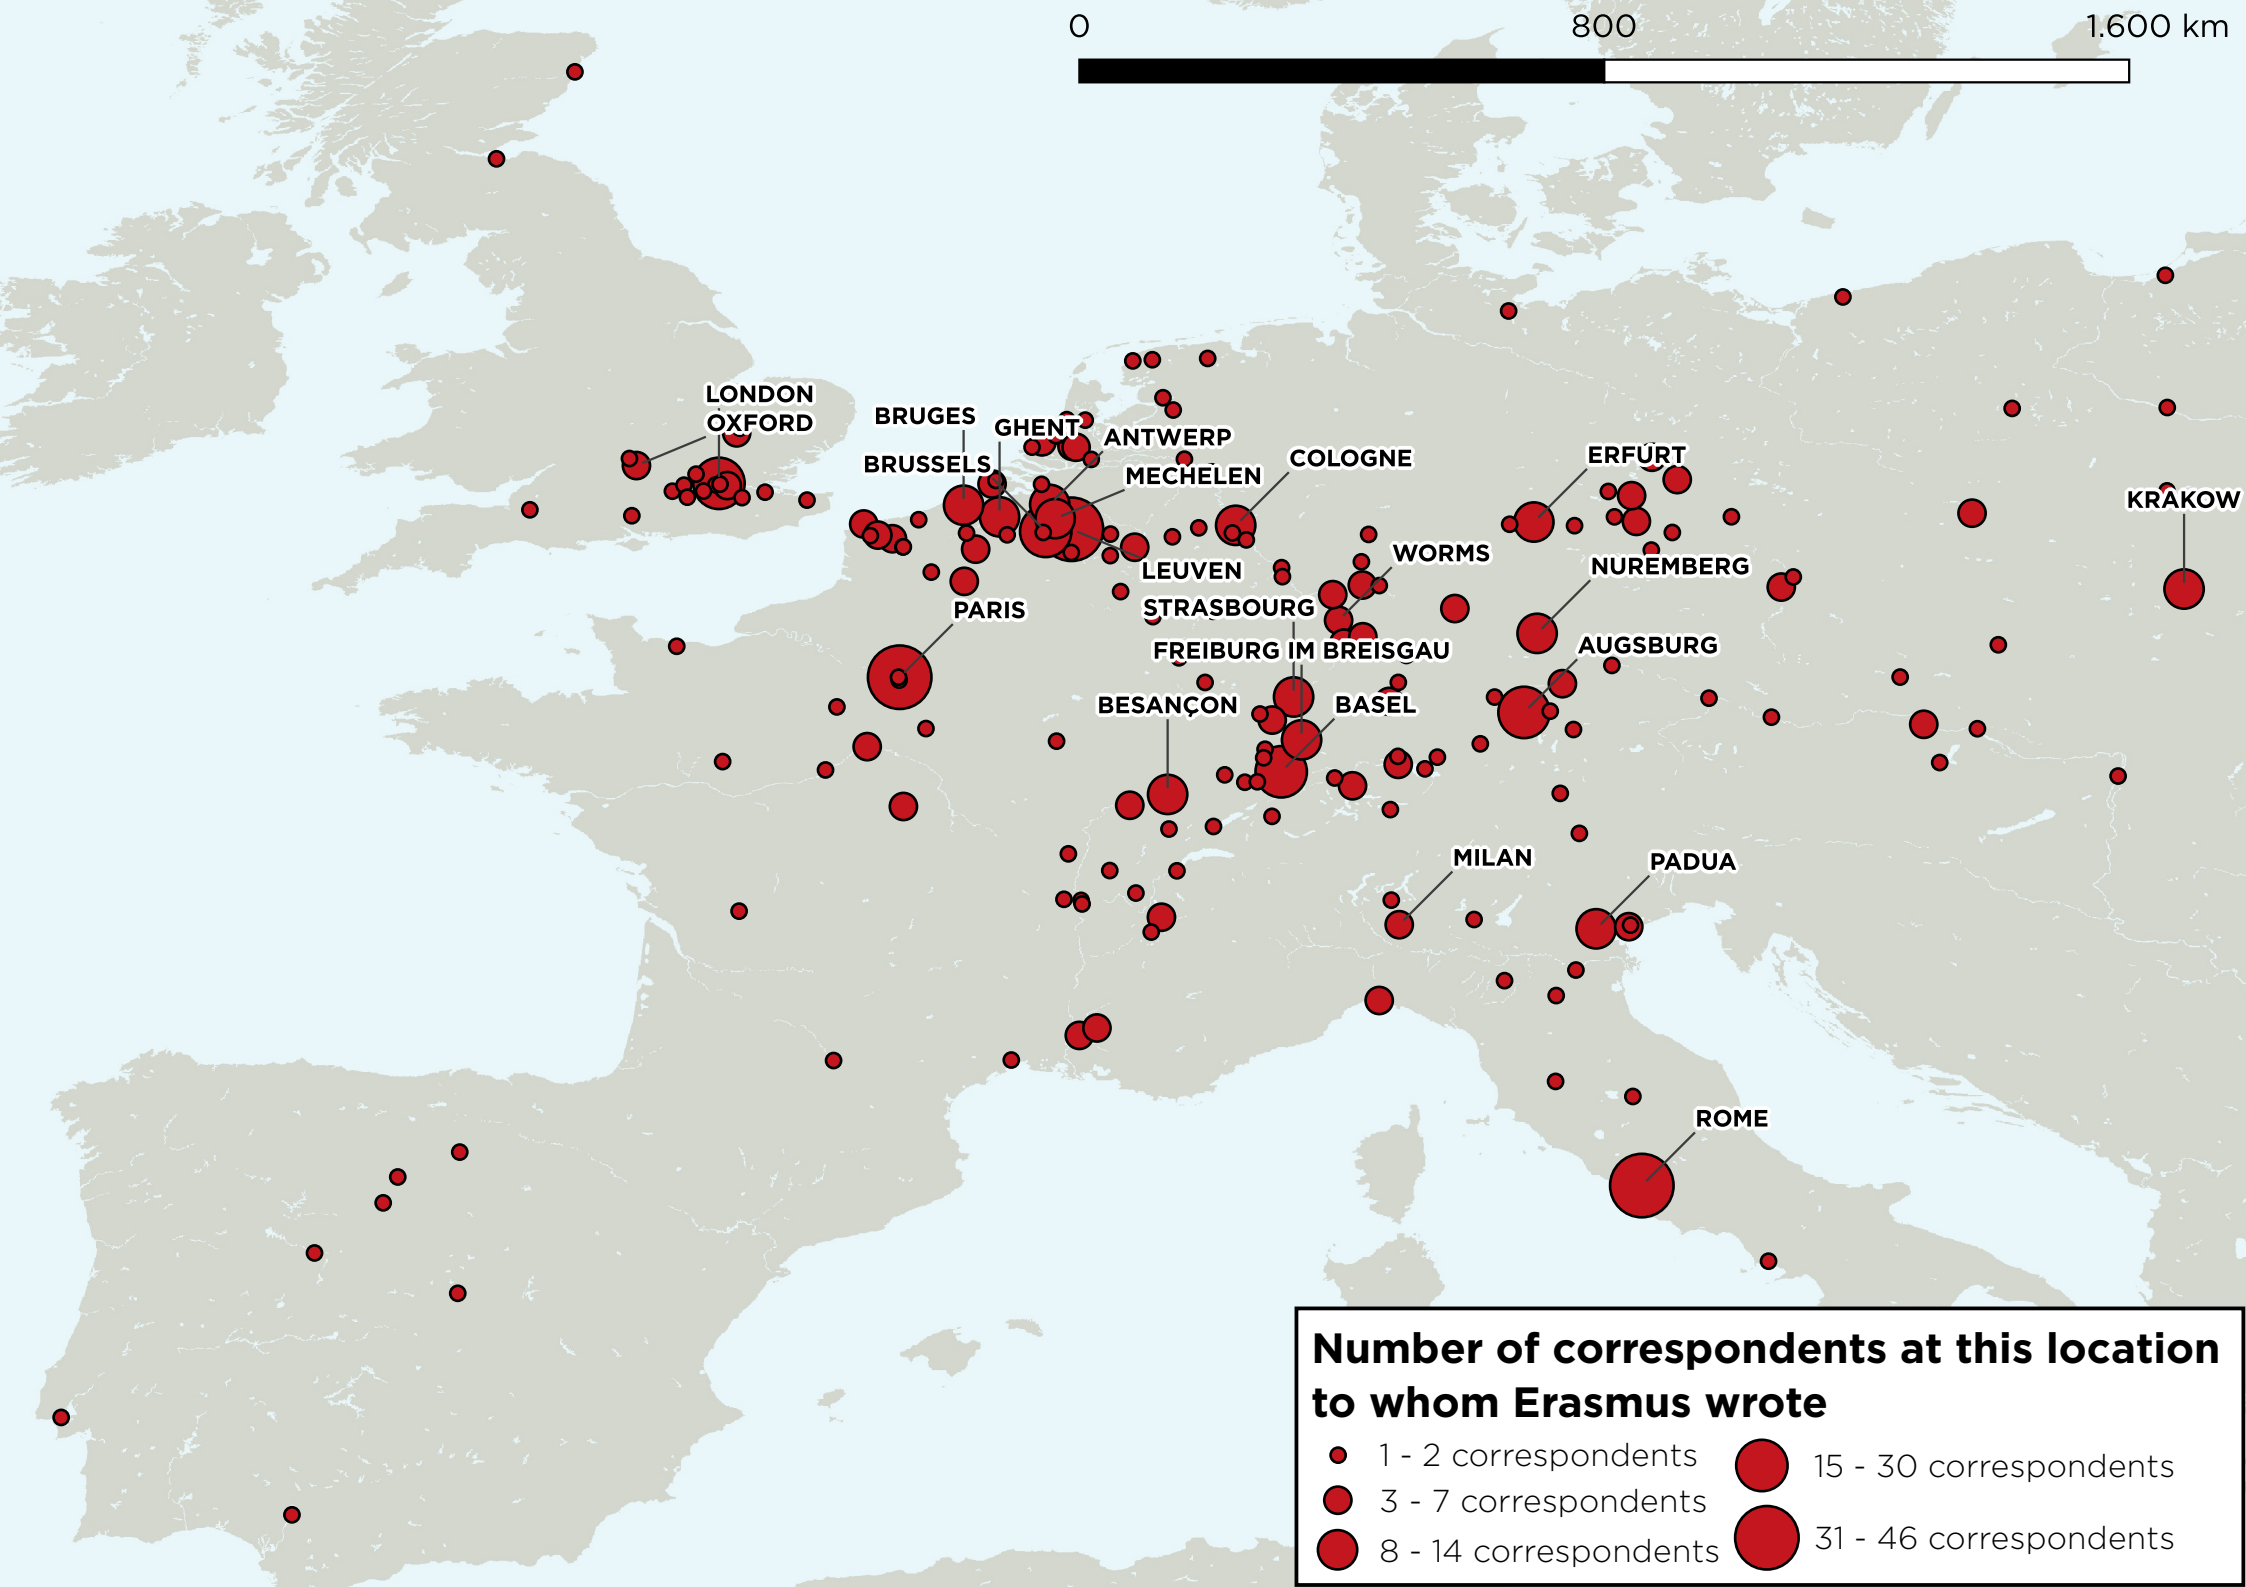 0 800 1.600 km
LONDON
OXFORD
BRUGES
GHENT
ANTWERP
BRUSSELS
MECHELEN
COLOGNE
ERFURT
KRAKOW
WORMS
NUREMBERG
LEUVEN
STRASBOURG
PARIS
AUGSBURG
FREIBURG IM BREISGAU
BESANÇON
BASEL
MILAN
PADUA
ROME
Number of correspondents at this location
to whom Erasmus wrote
1 - 2 correspondents
3 - 7 correspondents
8 - 14 correspondents
15 - 30 correspondents
31 - 46 correspondents